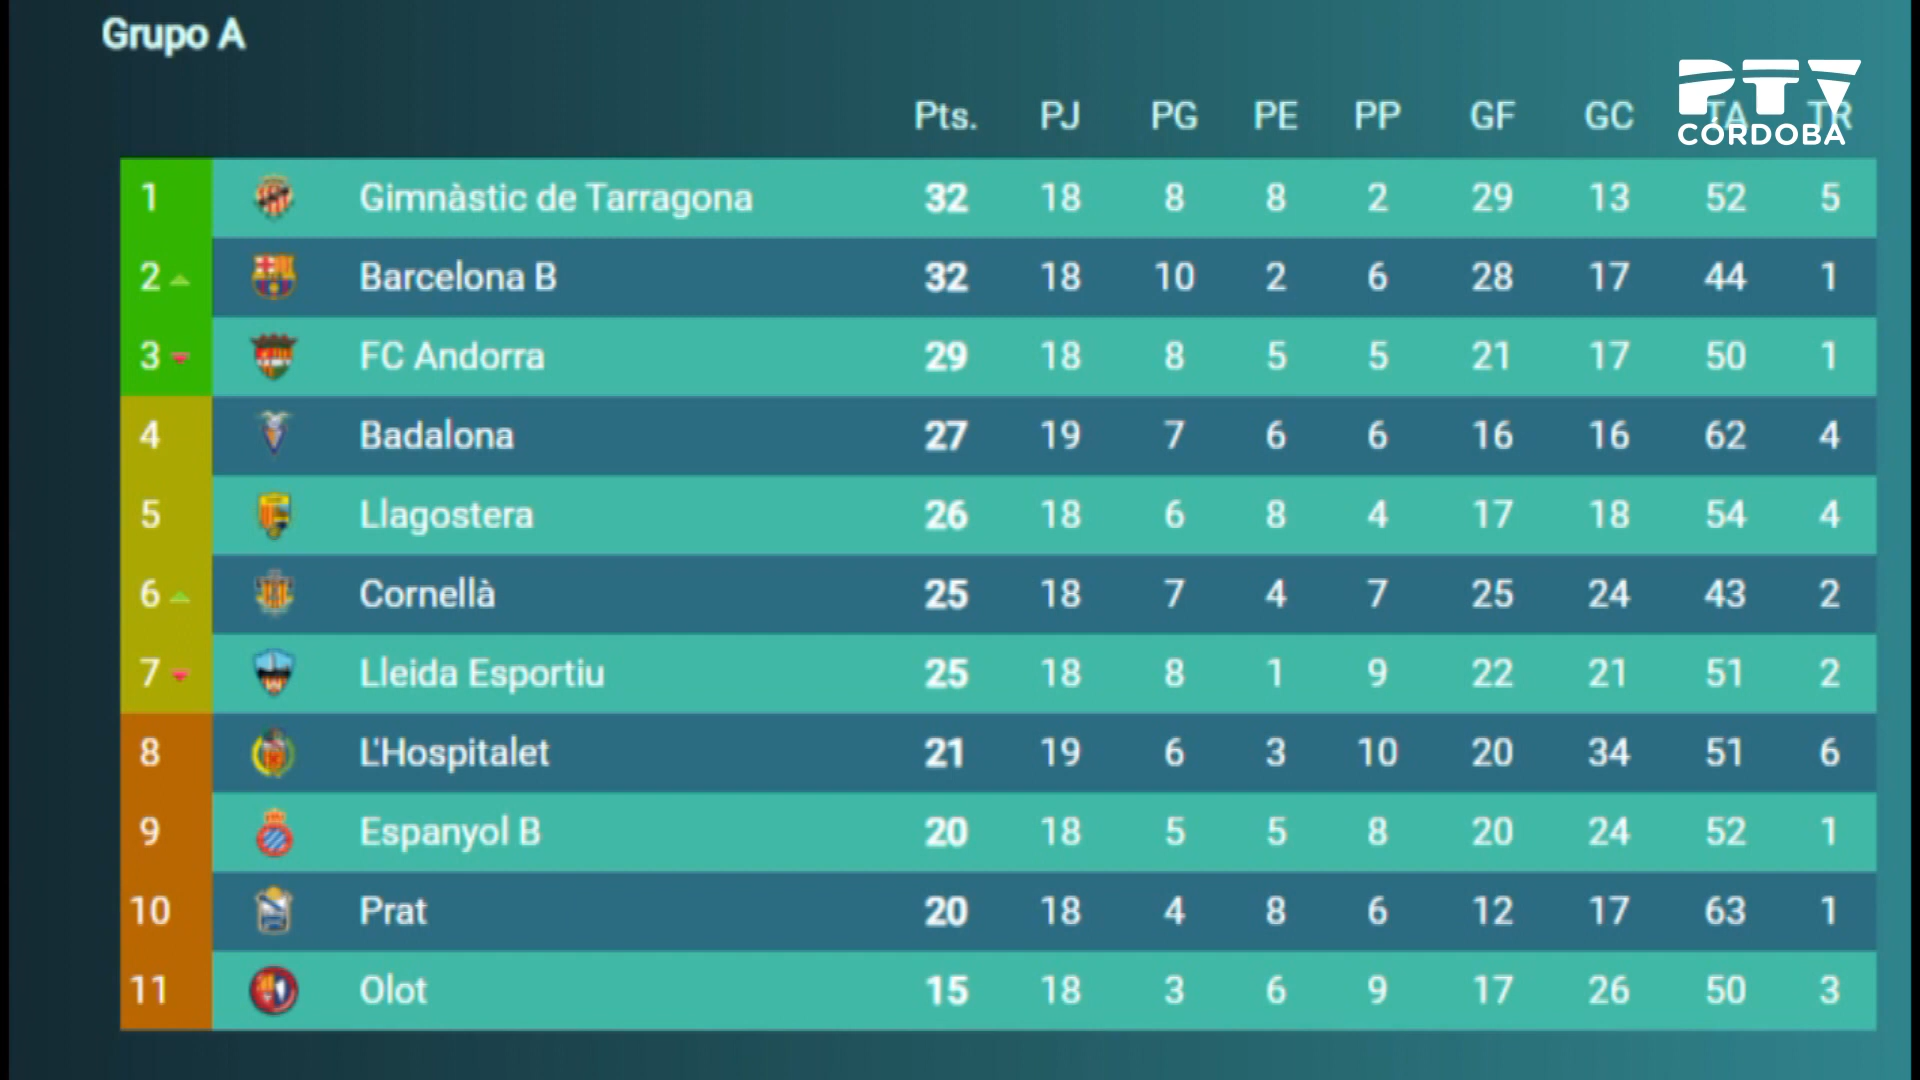 Grupo A
PTV
CÓRDOBA
Pts. PJ PG PE PP GF GC TA TR
1 Gimnàstic de Tarragona 32 18 8 8 2 29 13 52 5
2 Barcelona B 32 18 10 2 6 28 17 44 1
3 FC Andorra 29 18 8 5 5 21 17 50 1
4 Badalona 27 19 7 6 6 16 16 62 4
5 Llagostera 26 18 6 8 4 17 18 54 4
6 Cornellà 25 18 7 4 7 25 24 43 2
7 Lleida Esportiu 25 18 8 1 9 22 21 51 2
8 L'Hospitalet 21 19 6 3 10 20 34 51 6
9 Espanyol B 20 18 5 5 8 20 24 52 1
10 Prat 20 18 4 8 6 12 17 63 1
11 Olot 15 18 3 6 9 17 26 50 3